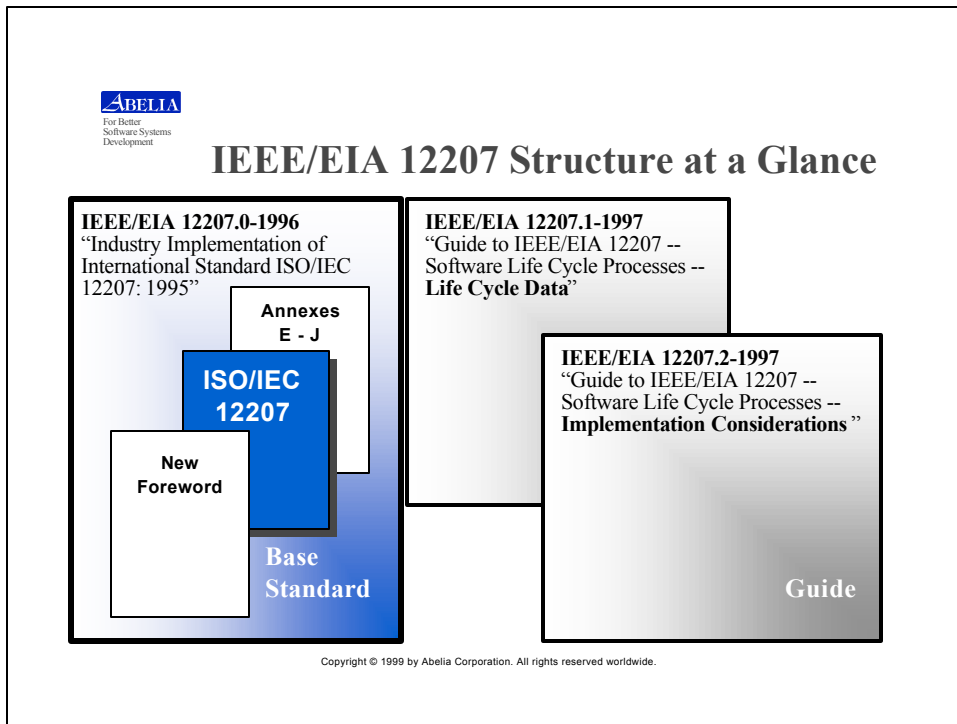 ABELIA
For Better
Software Systems
Development
IEEE/EIA 12207 Structure at a Glance
IEEE/EIA 12207.0-1996
“Industry Implementation of
International Standard ISO/IEC
12207: 1995”
Annexes
E - J
ISO/IEC
12207
New
Foreword
Base
Standard
IEEE/EIA 12207.1-1997
“Guide to IEEE/EIA 12207 --
Software Life Cycle Processes --
Life Cycle Data”
IEEE/EIA 12207.2-1997
“Guide to IEEE/EIA 12207 --
Software Life Cycle Processes --
Implementation Considerations ”
Guide
Copyright © 1999 by Abelia Corporation. All rights reserved worldwide.